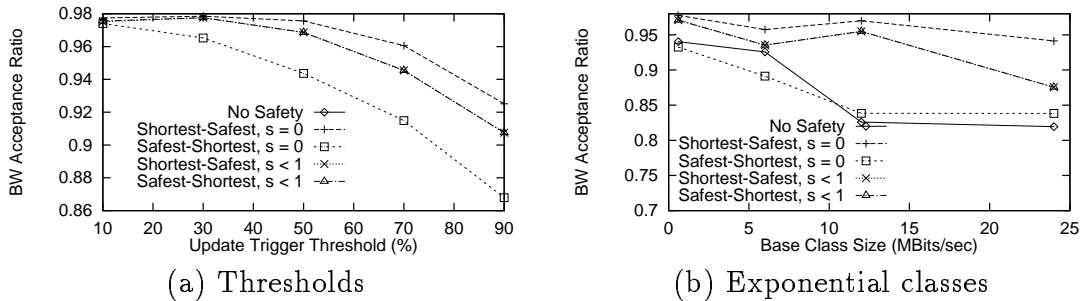 BW Acceptance Ratio
0.98
0.96
0.94
0.92
0.9
0.88
0.86
No Safety
Shortest-Safest, s = 0
Safest-Shortest, s = 0
Shortest-Safest, s < 1
Safest-Shortest, s < 1
10 20 30 40 50 60 70 80 90
Update Trigger Threshold (%)
(a) Thresholds
BW Acceptance Ratio
0.95
0.9
0.85
0.8
0.75
0.7
No Safety
Shortest-Safest, s = 0
Safest-Shortest, s = 0
Shortest-Safest, s < 1
Safest-Shortest, s < 1
0 5 10 15 20 25
Base Class Size (MBits/sec)
(b) Exponential classes